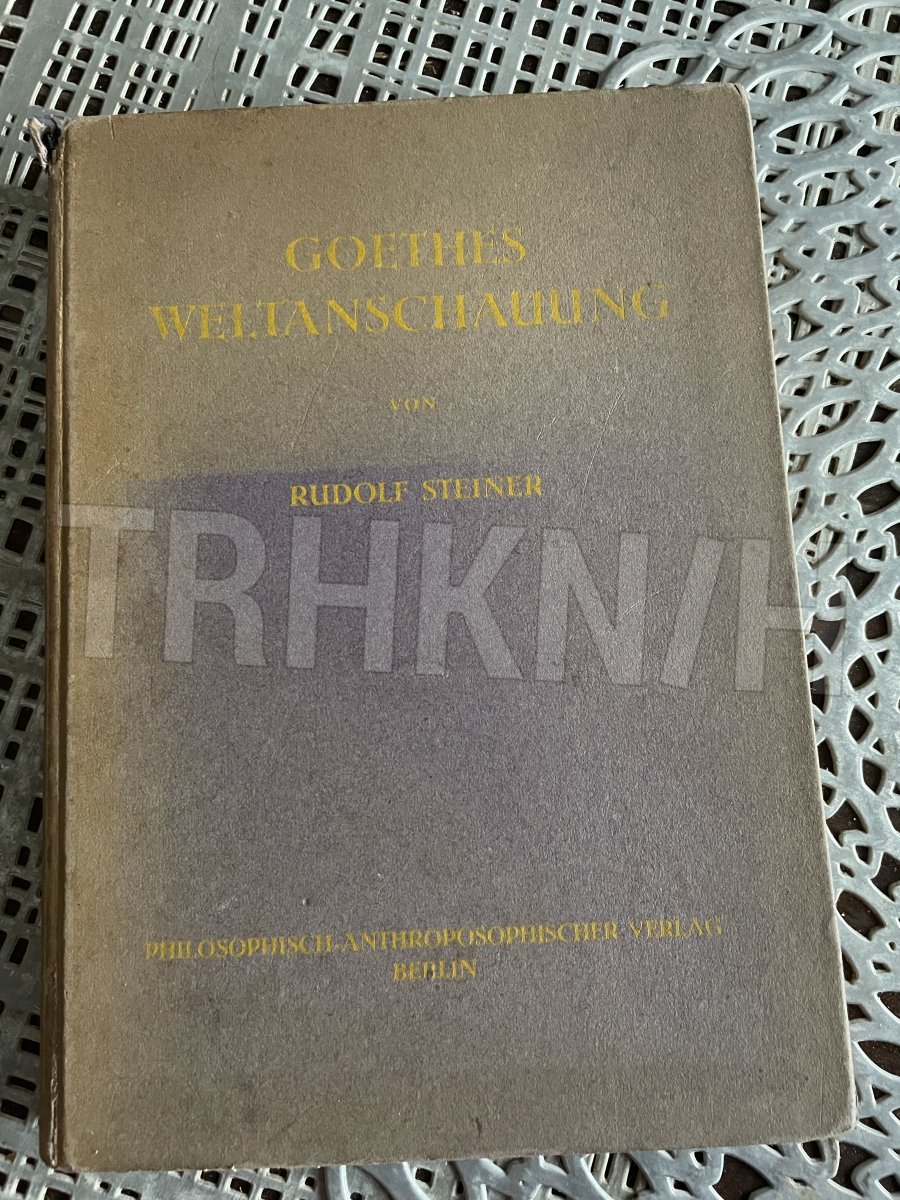 GOETHES
WELTANSCHAUUNG
VON
RUDOLF STEINER
TRHKN/H
PHILOSOPHISCH-ANTHROPOSOPHISCHER VERLAG
BERLIN